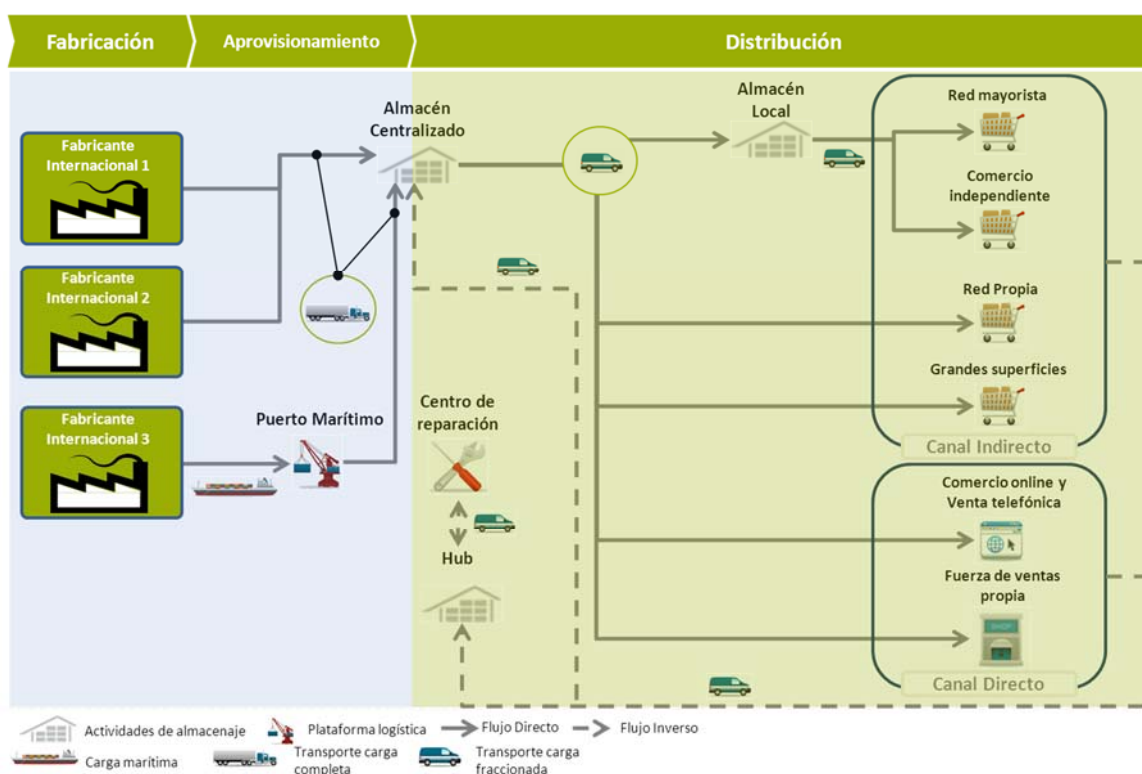 Fabricación
Aprovisionamiento
Distribución
Fabricante
Internacional 1
Fabricante
Internacional 2
Fabricante
Internacional 3
Puerto Marítimo
Almacén
Centralizado
Centro de
reparación
Hub
Almacén
Local
Red mayorista
Comercio
independiente
Red Propia
Grandes superficies
Canal Indirecto
Comercio online y
Venta telefónica
Fuerza de ventas
propia
SHOP
Canal Directo
Actividades de almacenaje
Plataforma logística
Flujo Directo
Flujo Inverso
Carga marítima
Transporte carga
completa
Transporte carga
fraccionada